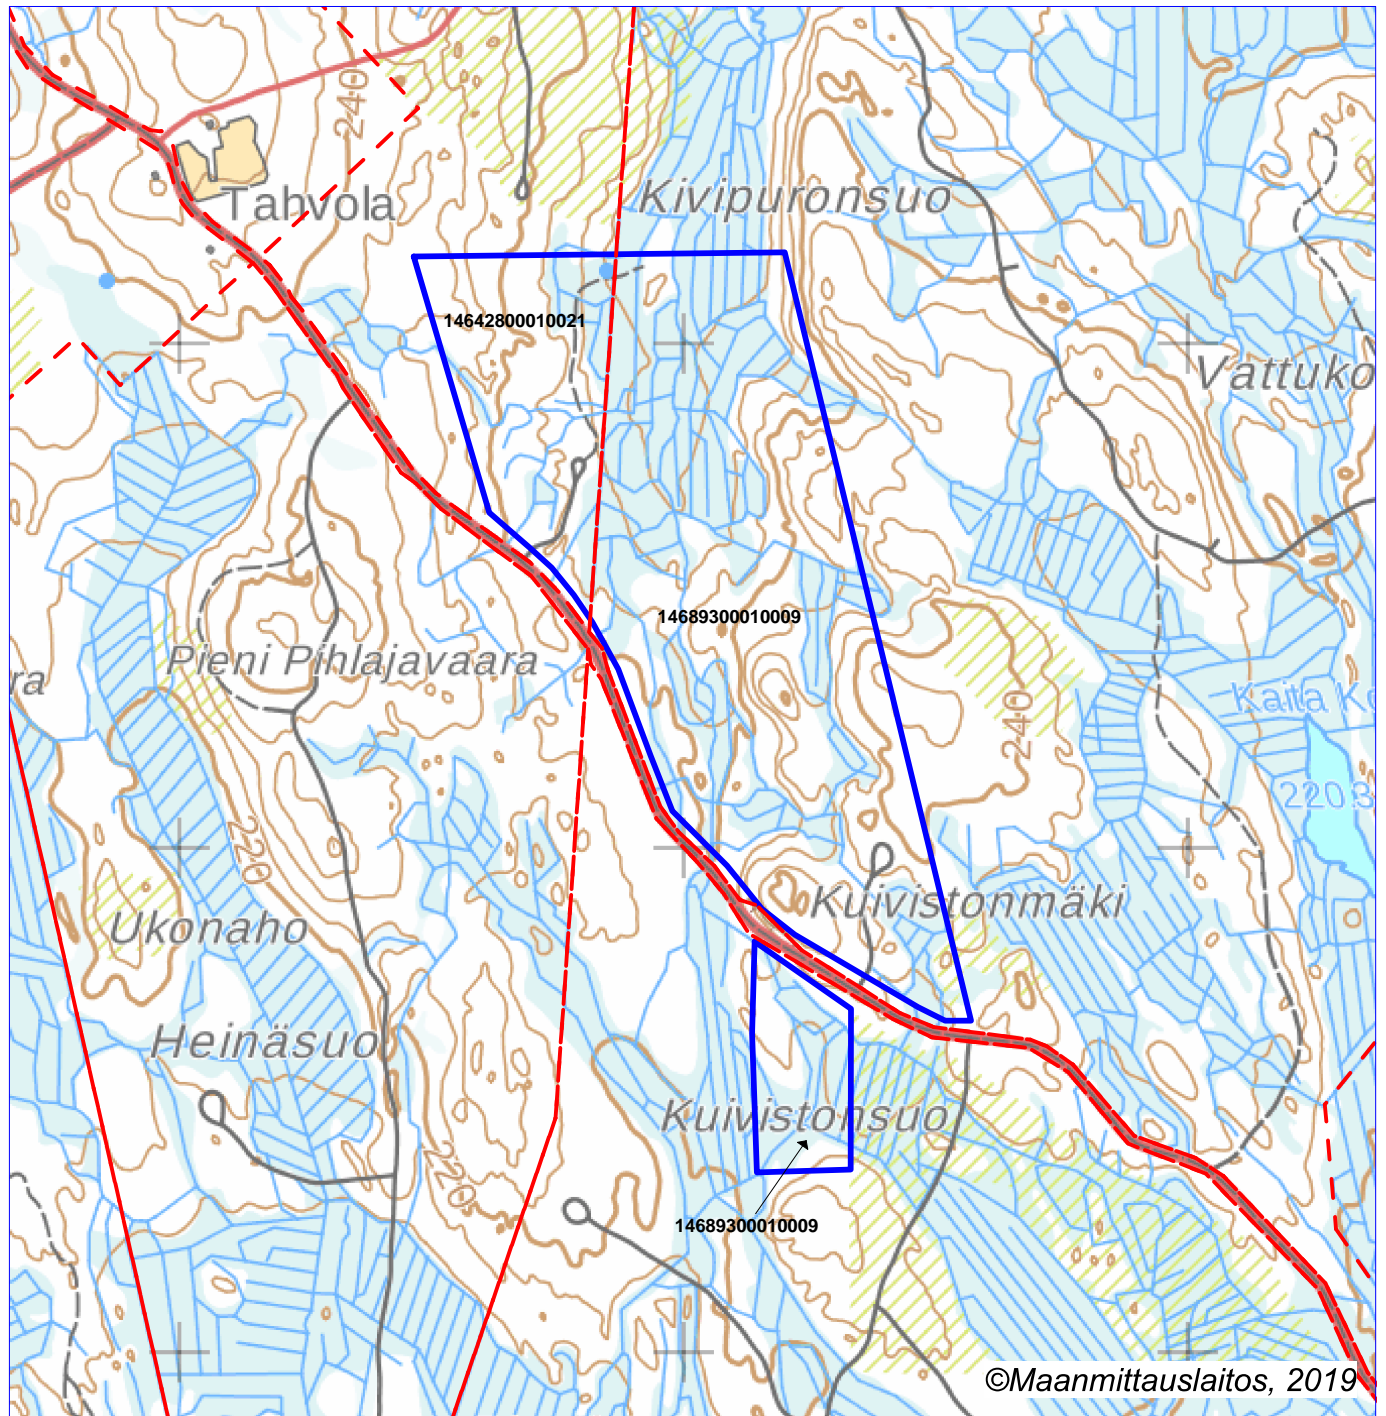 240
Tahvola
Kivipuronsuo
14642800010021
Vattuko
14689300010009
Pieni Pihlajavaara
ra
240
Kaita Ko
220.3
220
Kuivistonmäki
Ukonaho
Heinäsuo
Kuivistonsuo
220
14689300010009
©Maanmittauslaitos, 2019